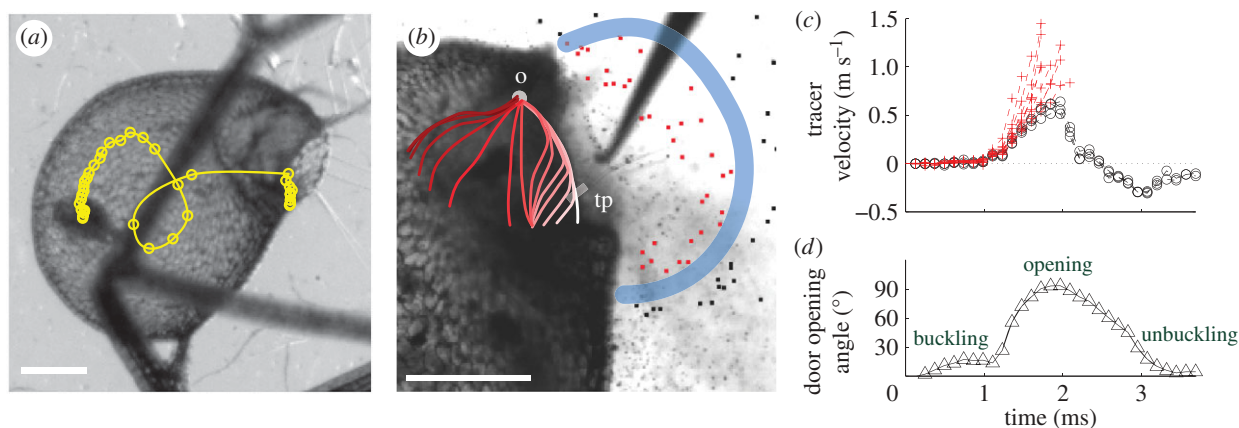 (a)
(b)
o
tp
(c)
1.5
1.0
0.5
0
−0.5
tracer
velocity (m s⁻¹)
(d)
90
60
30
0
door opening
angle (°)
buckling
opening
unbuckling
1
2
3
time (ms)